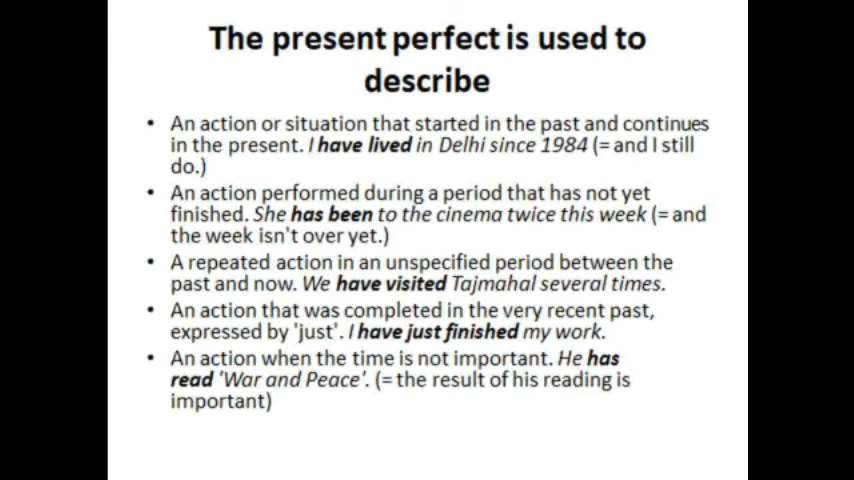 The present perfect is used to
describe
• An action or situation that started in the past and continues
in the present. I have lived in Delhi since 1984 (= and I still
do.)
• An action performed during a period that has not yet
finished. She has been to the cinema twice this week (= and
the week isn't over yet.)
• A repeated action in an unspecified period between the
past and now. We have visited Tajmahal several times.
• An action that was completed in the very recent past,
expressed by 'just'. I have just finished my work.
• An action when the time is not important. He has
read 'War and Peace'. (= the result of his reading is
important)